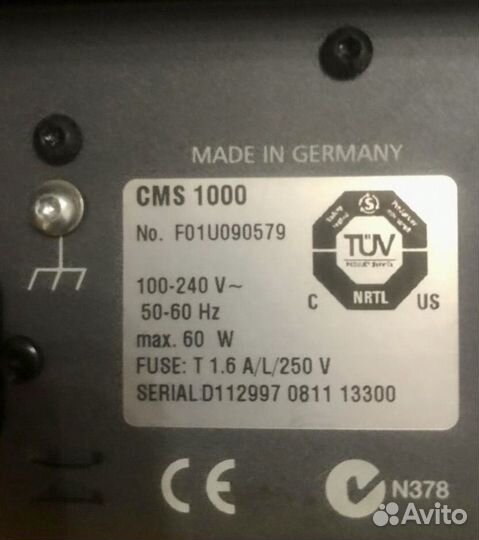 MADE IN GERMANY
CMS 1000
No. F01U090579
100-240 V~
50-60 Hz
max. 60 W
FUSE: T 1.6 A/L/250 V
SERIAL D112997 0811 13300
S
TÜV
NRTL
C US
CE
N378
Avito